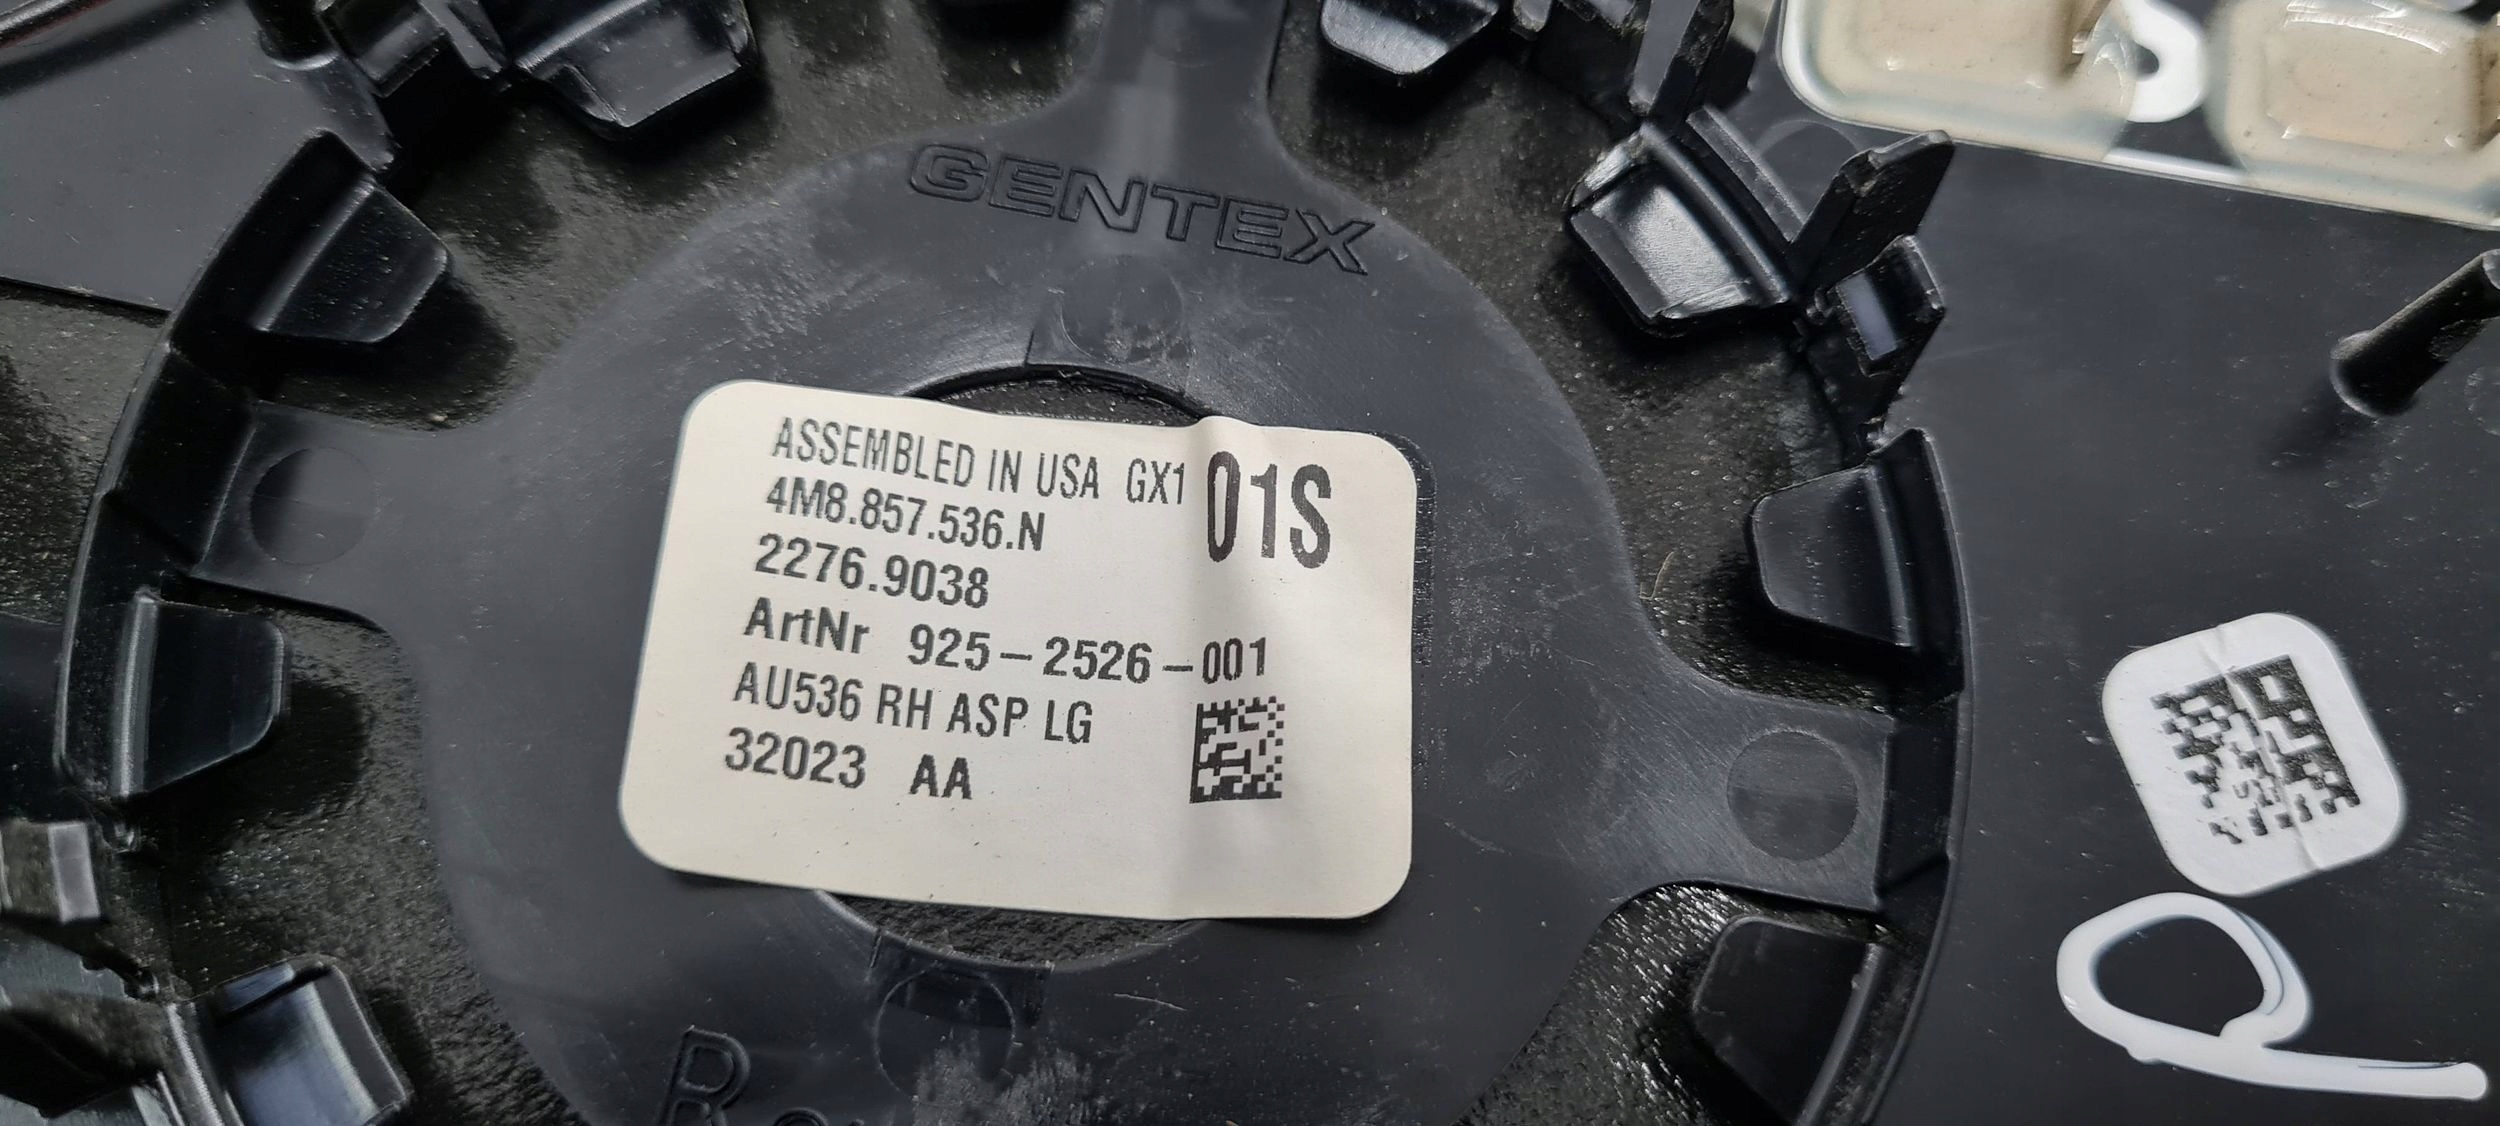 GENTEX
ASSEMBLED IN USA GX1 01S
4M8.857.536.N
2276.9038
ArtNr 925-2526-001
AU536 RH ASP LG
32023 AA
P